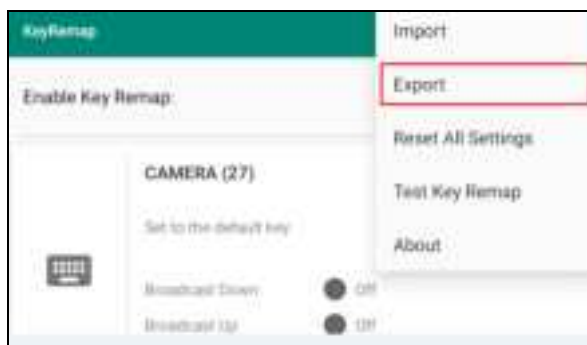 KeyRemap
Import
Enable Key Remap
Export
Reset All Settings
CAMERA (27)
Test Key Remap
Set to the default key
About
Broadcast Down
Off
Broadcast Up
Off